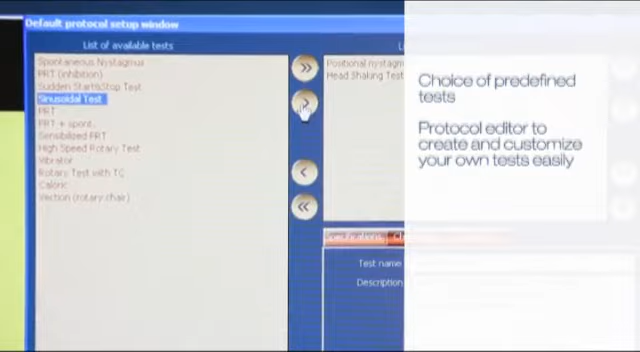 Default protocol setup window
List of available tests
Spontaneous Nystagmus
PRT (inhibition)
Sudden Start&Stop Test
Sinusoidal Test
PRT
PRT + spont.
Sensibilized PRT
High Speed Rotary Test
Vibrator
Rotary Test with TC
Caloric
Vection (rotary chair)
Positional nystagm
Head Shaking Test
Specifications
Test name
Description
Choice of predefined
tests
Protocol editor to
create and customize
your own tests easily